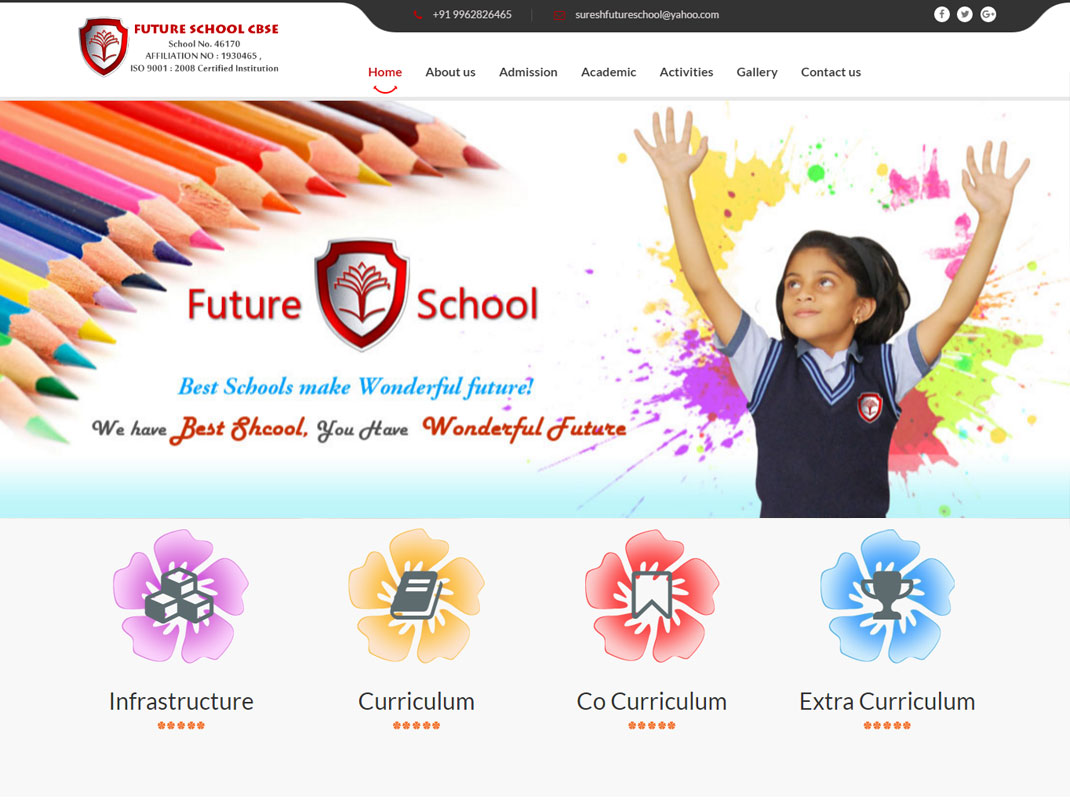 +91 9962826465
sureshfutureschool@yahoo.com
FUTURE SCHOOL CBSE
School No. 46170
AFFILIATION NO : 1930465 ,
ISO 9001 : 2008 Certified Institution
Home About us Admission Academic Activities Gallery Contact us
Future School
Best Schools make Wonderful future!
We have Best Shcool, You Have Wonderful Future
Infrastructure Curriculum Co Curriculum Extra Curriculum